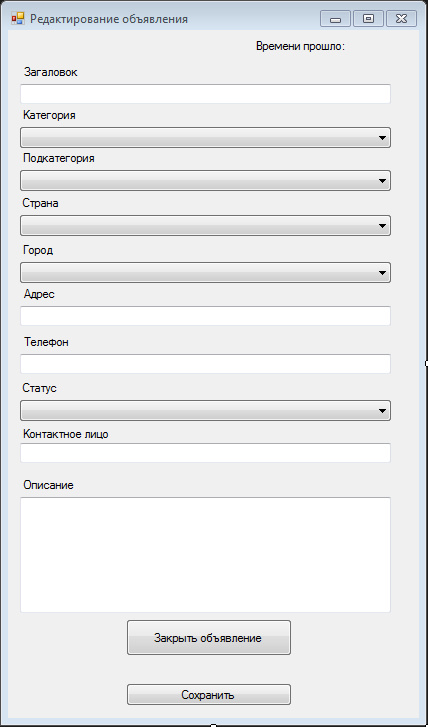 Редактирование объявления
Времени прошло:
Загаловок
Категория
Подкатегория
Страна
Город
Адрес
Телефон
Статус
Контактное лицо
Описание
Закрыть объявление
Сохранить